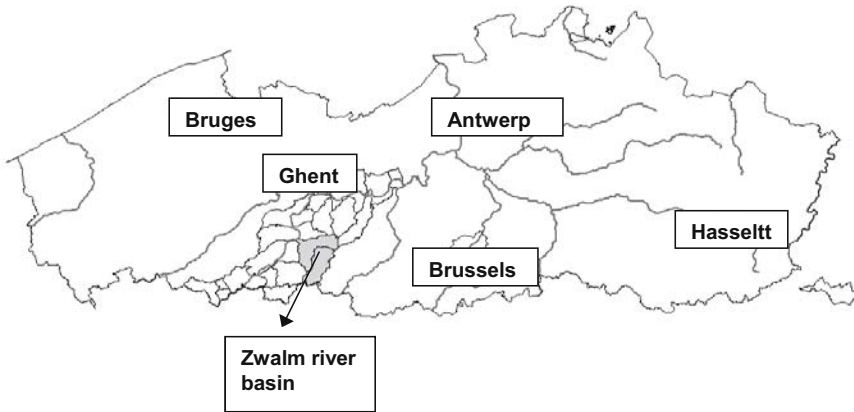 Bruges
Antwerp
Ghent
Hasseltt
Brussels
Zwalm river
basin